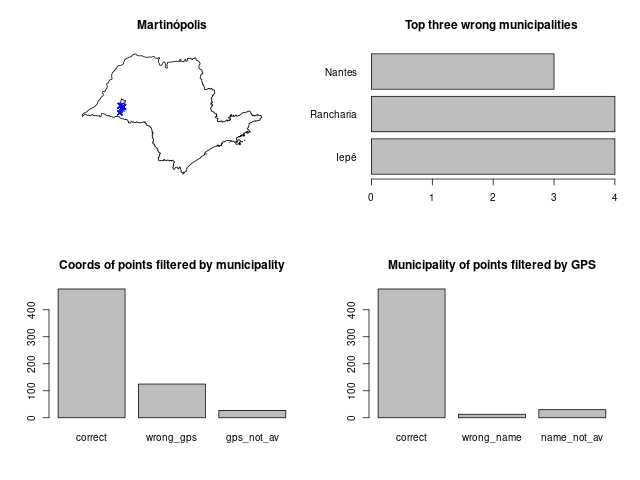 Martinópolis
Top three wrong municipalities
Nantes
Rancharia
Iepê
0 1 2 3 4
Coords of points filtered by municipality
0 100 200 300 400
correct wrong_gps gps_not_av
Municipality of points filtered by GPS
0 100 200 300 400
correct wrong_name name_not_av